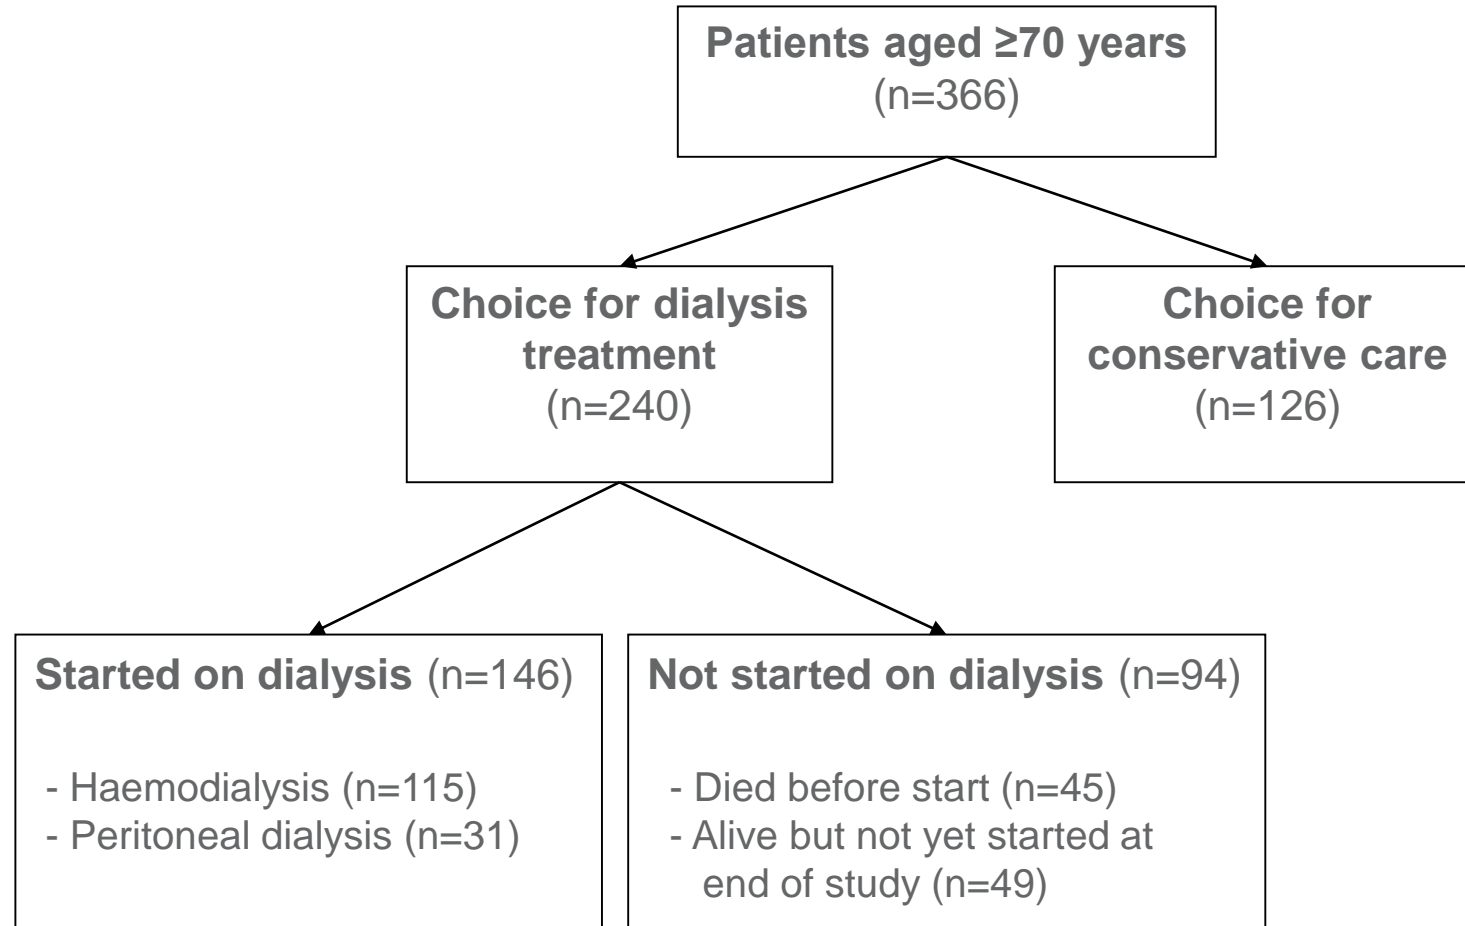 Patients aged ≥70 years
(n=366)
Choice for dialysis
treatment
(n=240)
Choice for
conservative care
(n=126)
Started on dialysis (n=146)
- Haemodialysis (n=115)
- Peritoneal dialysis (n=31)
Not started on dialysis (n=94)
- Died before start (n=45)
- Alive but not yet started at
end of study (n=49)